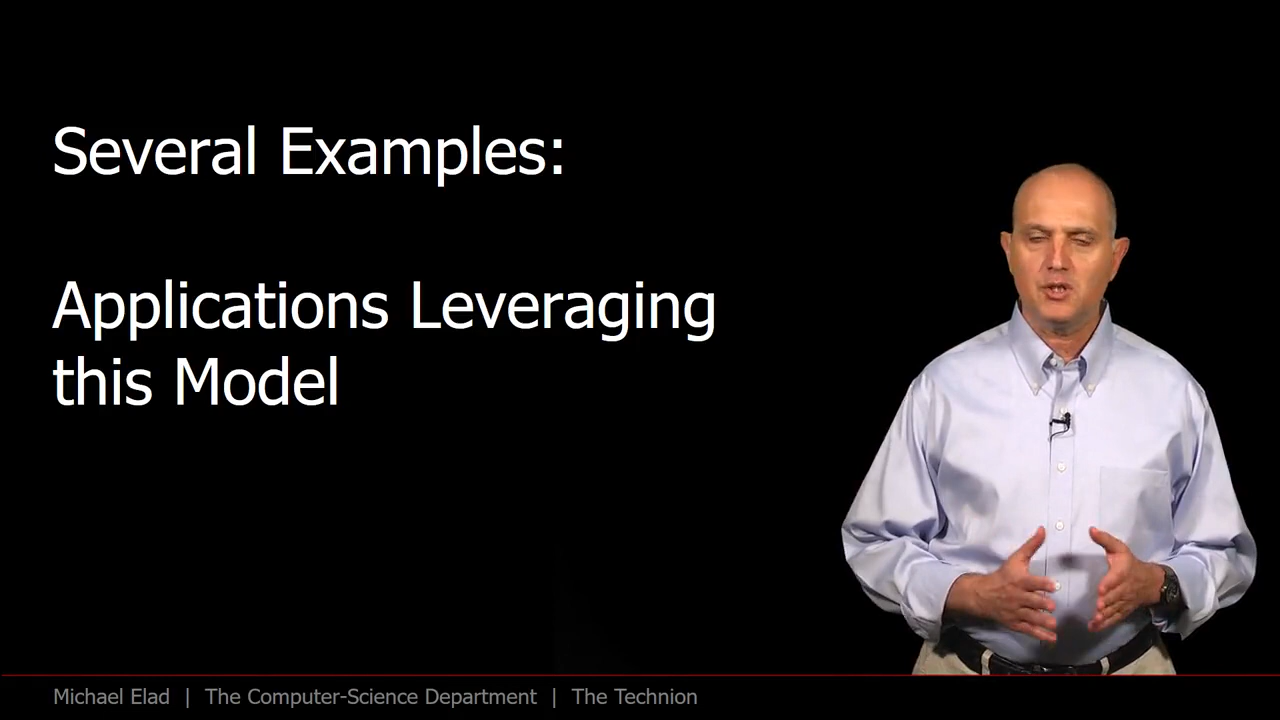 Several Examples:
Applications Leveraging
this Model
Michael Elad | The Computer-Science Department | The Technion